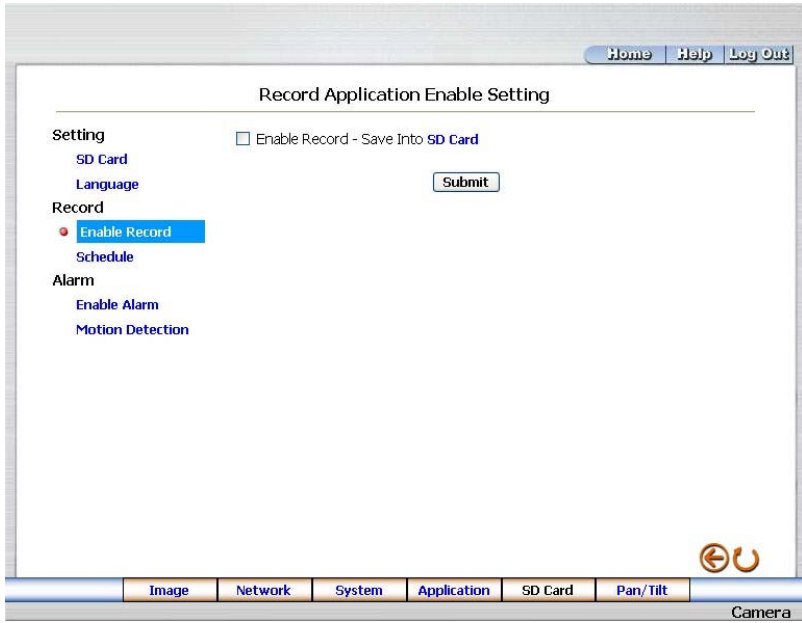 Home Help Log Out
Record Application Enable Setting
Setting
Enable Record - Save Into SD Card
SD Card
Language
Submit
Record
Enable Record
Schedule
Alarm
Enable Alarm
Motion Detection
Image Network System Application SD Card Pan/Tilt
Camera